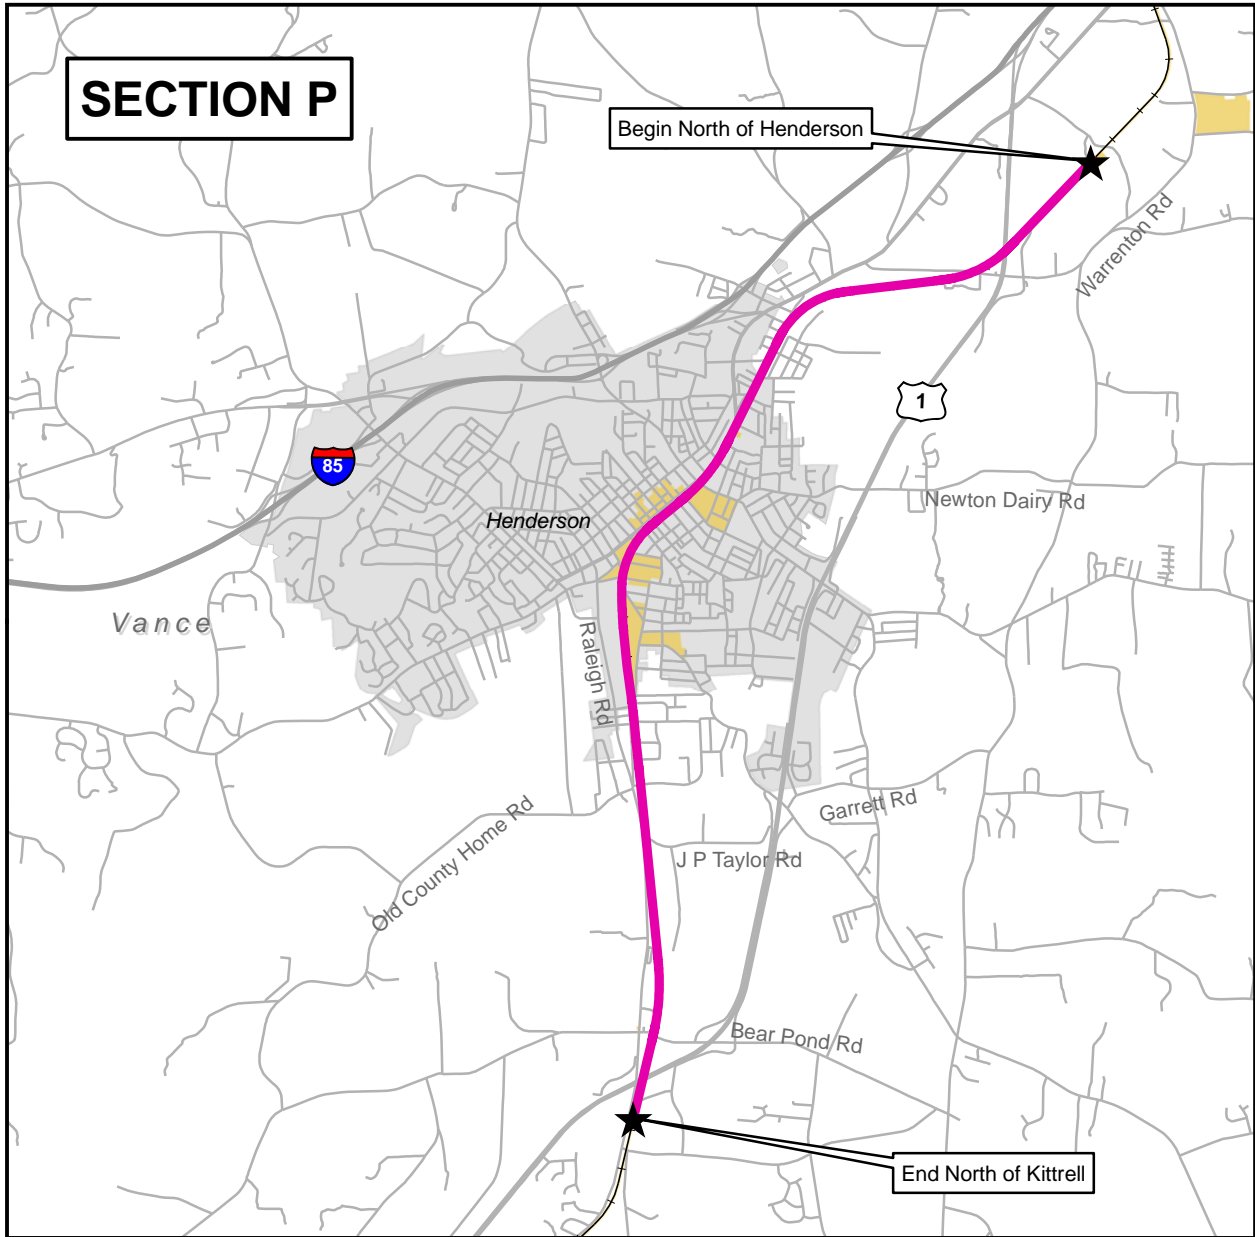 SECTION P
Begin North of Henderson
Warrenton Rd
1
85
Newton Dairy Rd
Henderson
Vance
Raleigh Rd
Garrett Rd
Old County Home Rd
J P Taylor Rd
Bear Pond Rd
End North of Kittrell